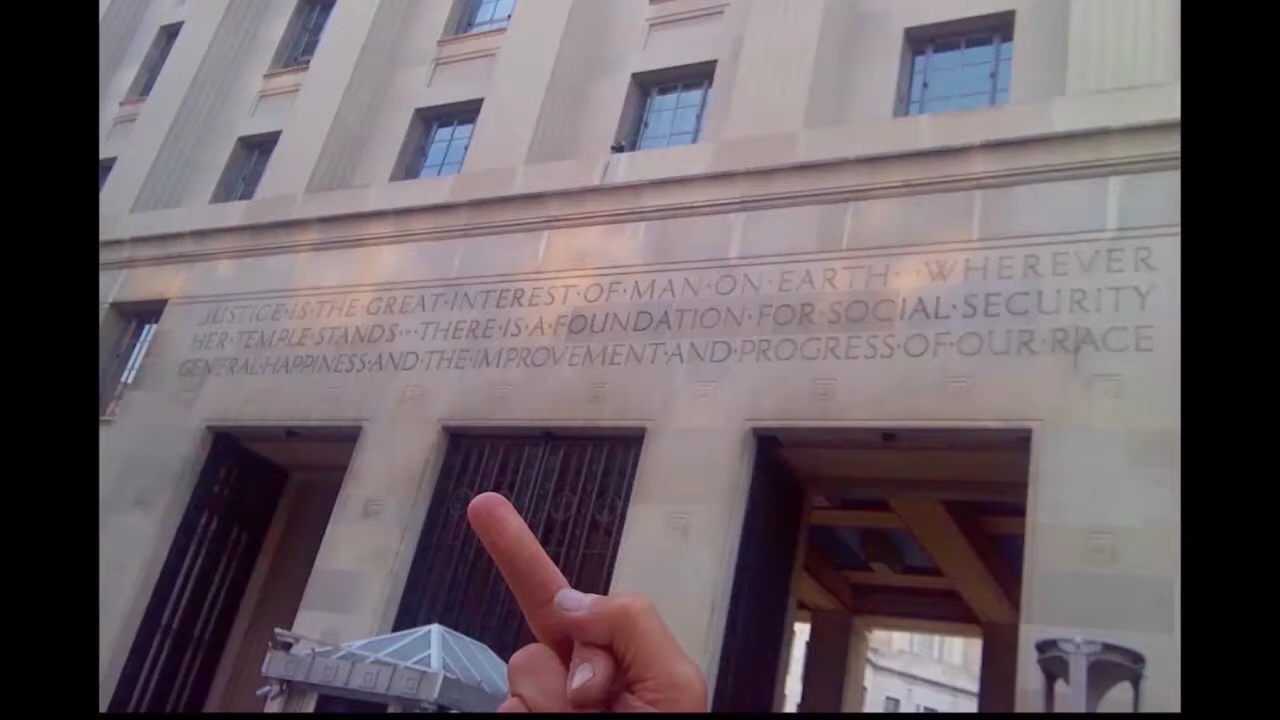 JUSTICE·IS·THE·GREAT·INTEREST·OF·MAN·ON·EARTH··WHEREVER
HER·TEMPLE·STANDS···THERE·IS·A·FOUNDATION·FOR·SOCIAL·SECURITY
GENERAL·HAPPINESS·AND·THE·IMPROVEMENT·AND·PROGRESS·OF·OUR·RACE